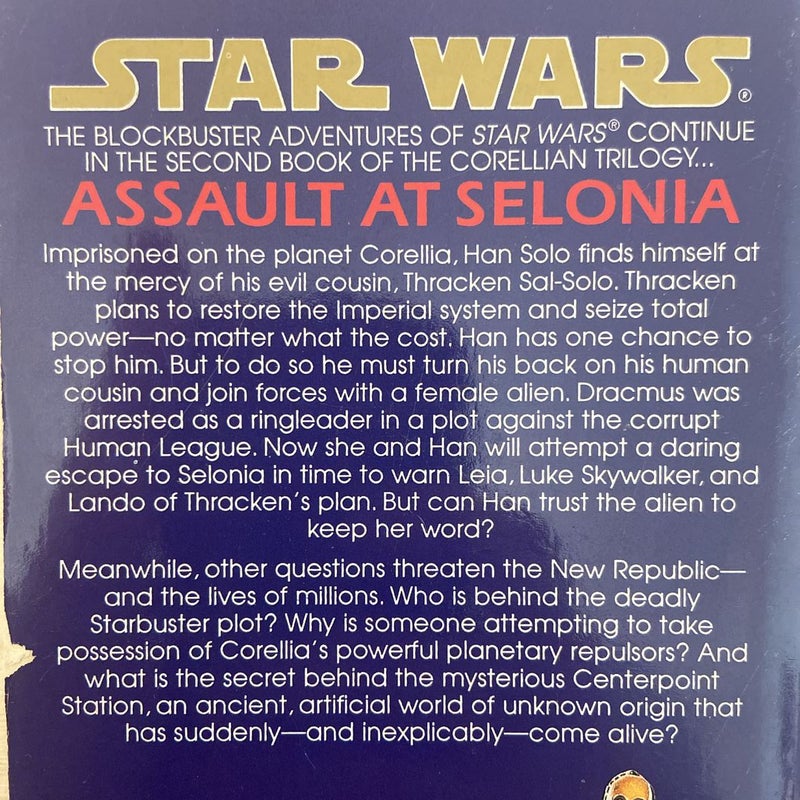 STAR WARS®
THE BLOCKBUSTER ADVENTURES OF STAR WARS® CONTINUE
IN THE SECOND BOOK OF THE CORELLIAN TRILOGY...
ASSAULT AT SELONIA
Imprisoned on the planet Corellia, Han Solo finds himself at
the mercy of his evil cousin, Thracken Sal-Solo. Thracken
plans to restore the Imperial system and seize total
power—no matter what the cost. Han has one chance to
stop him. But to do so he must turn his back on his human
cousin and join forces with a female alien. Dracmus was
arrested as a ringleader in a plot against the corrupt
Human League. Now she and Han will attempt a daring
escape to Selonia in time to warn Leia, Luke Skywalker, and
Lando of Thracken's plan. But can Han trust the alien to
keep her word?
Meanwhile, other questions threaten the New Republic—
and the lives of millions. Who is behind the deadly
Starbuster plot? Why is someone attempting to take
possession of Corellia's powerful planetary repulsors? And
what is the secret behind the mysterious Centerpoint
Station, an ancient, artificial world of unknown origin that
has suddenly—and inexplicably—come alive?